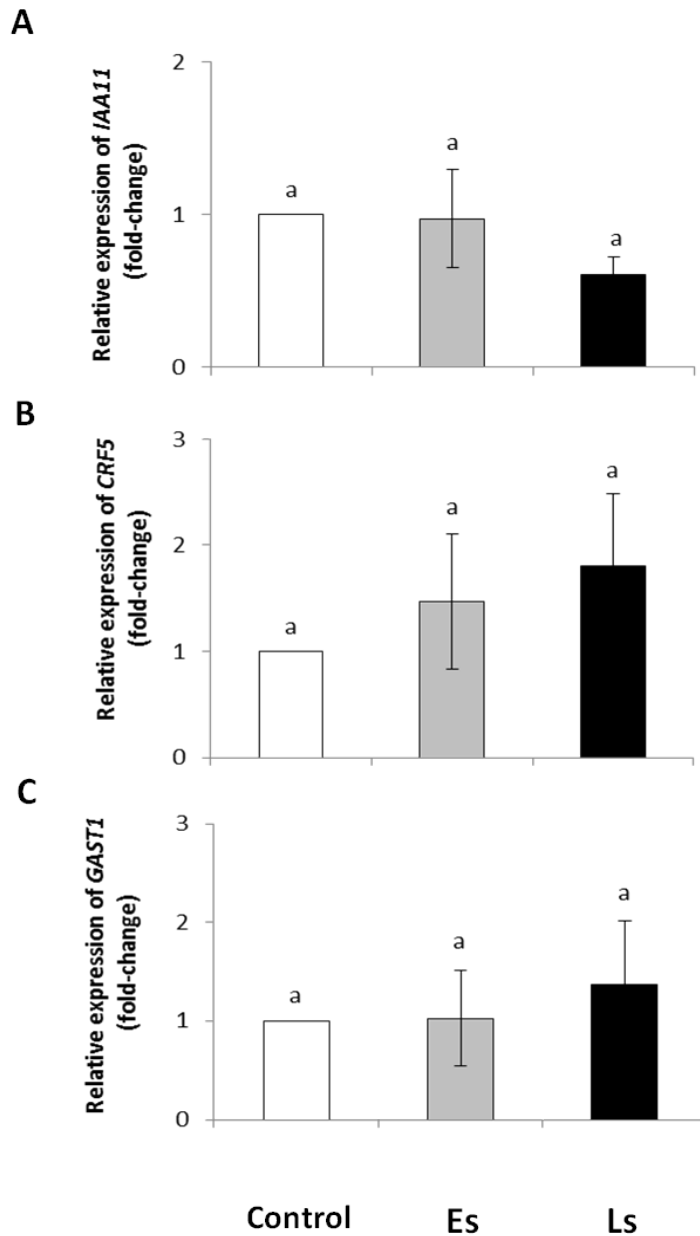 A
Relative expression of IAA11
(fold-change)
2
1
0
a
a
a
B
Relative expression of CRF5
(fold-change)
3
2
1
0
a
a
a
C
Relative expression of GAST1
(fold-change)
3
2
1
0
a
a
a
Control Es Ls